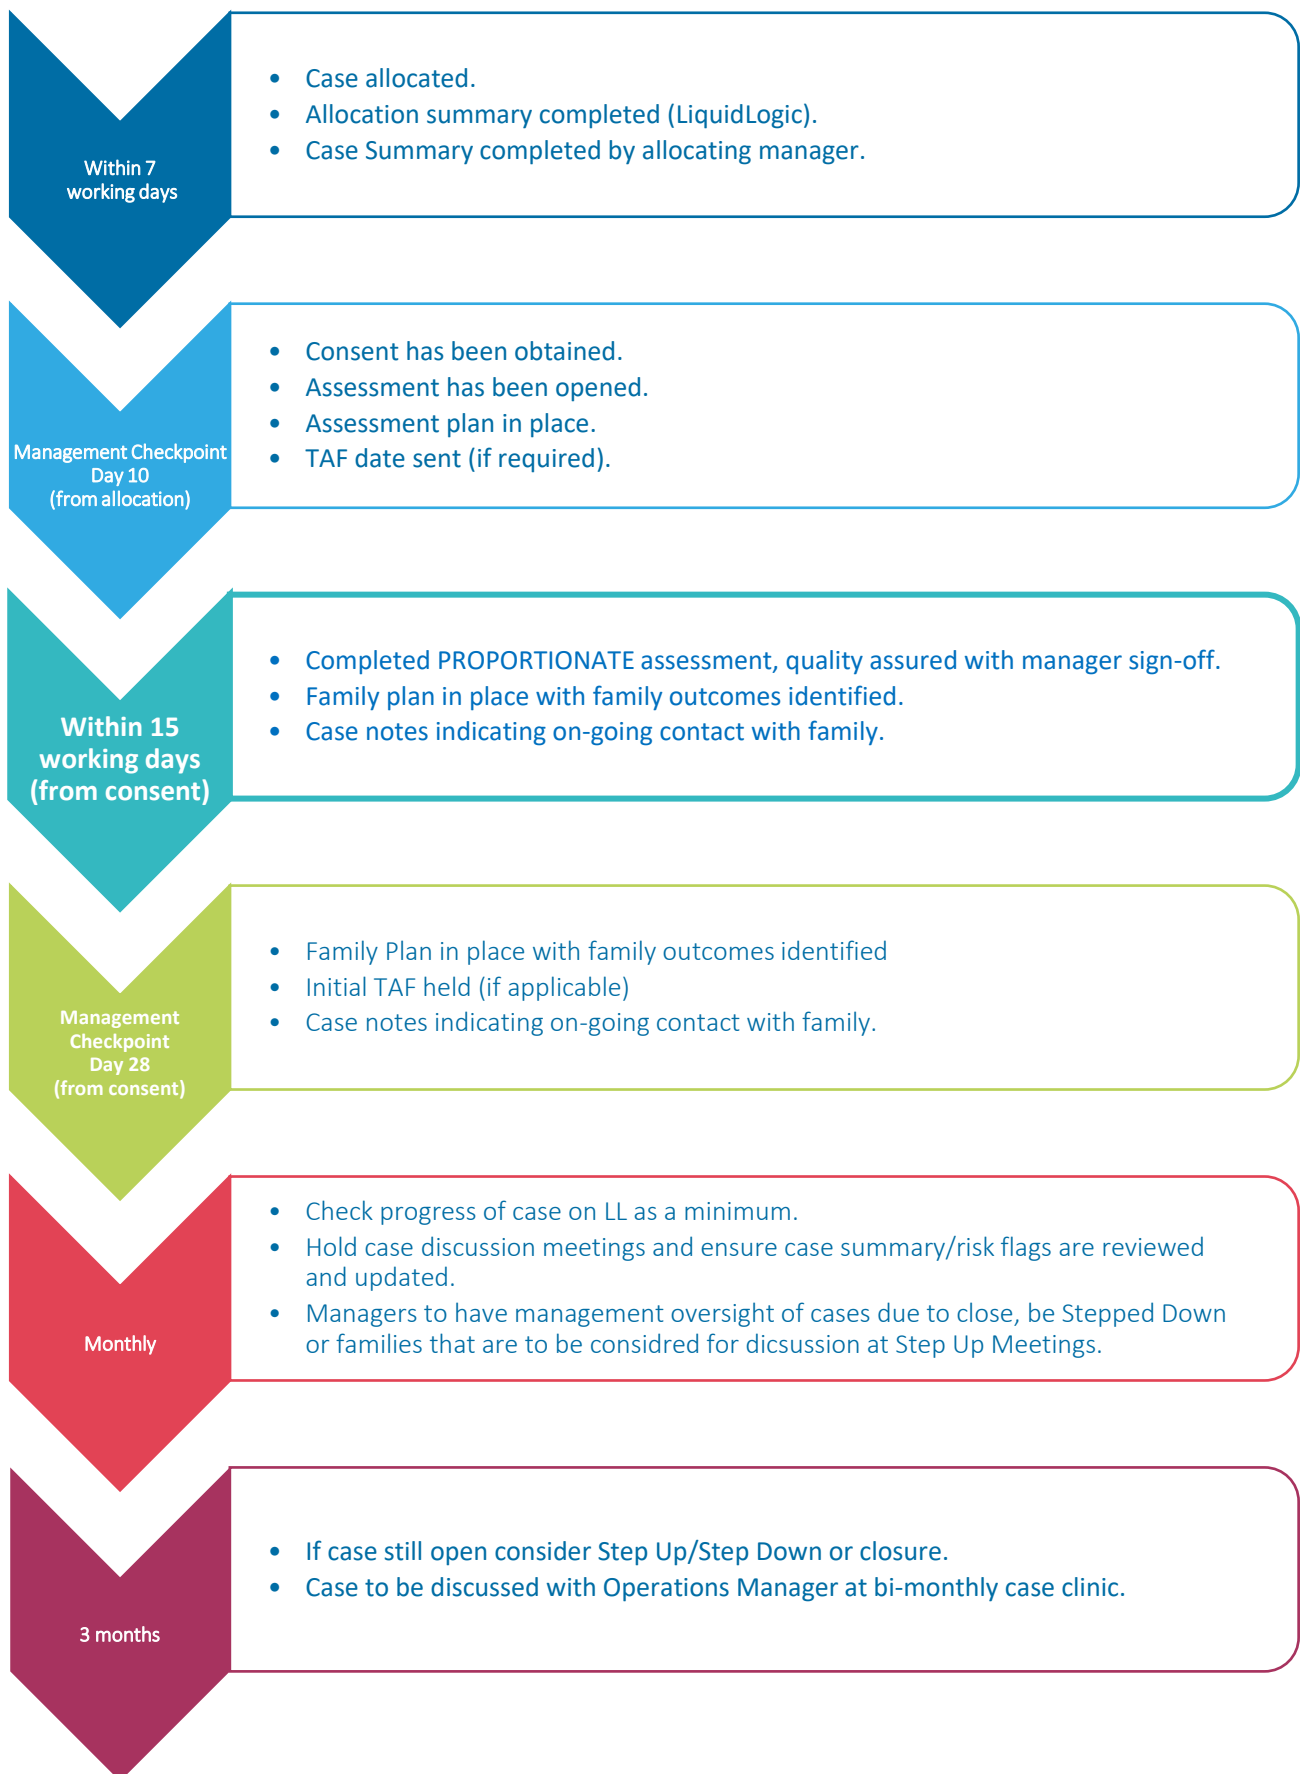 Within 7
working days
• Case allocated.
• Allocation summary completed (LiquidLogic).
• Case Summary completed by allocating manager.
Management Checkpoint
Day 10
(from allocation)
• Consent has been obtained.
• Assessment has been opened.
• Assessment plan in place.
• TAF date sent (if required).
Within 15
working days
(from consent)
• Completed PROPORTIONATE assessment, quality assured with manager sign-off.
• Family plan in place with family outcomes identified.
• Case notes indicating on-going contact with family.
Management
Checkpoint
Day 28
(from consent)
• Family Plan in place with family outcomes identified
• Initial TAF held (if applicable)
• Case notes indicating on-going contact with family.
Monthly
• Check progress of case on LL as a minimum.
• Hold case discussion meetings and ensure case summary/risk flags are reviewed
and updated.
• Managers to have management oversight of cases due to close, be Stepped Down
or families that are to be considred for dicsussion at Step Up Meetings.
3 months
• If case still open consider Step Up/Step Down or closure.
• Case to be discussed with Operations Manager at bi-monthly case clinic.